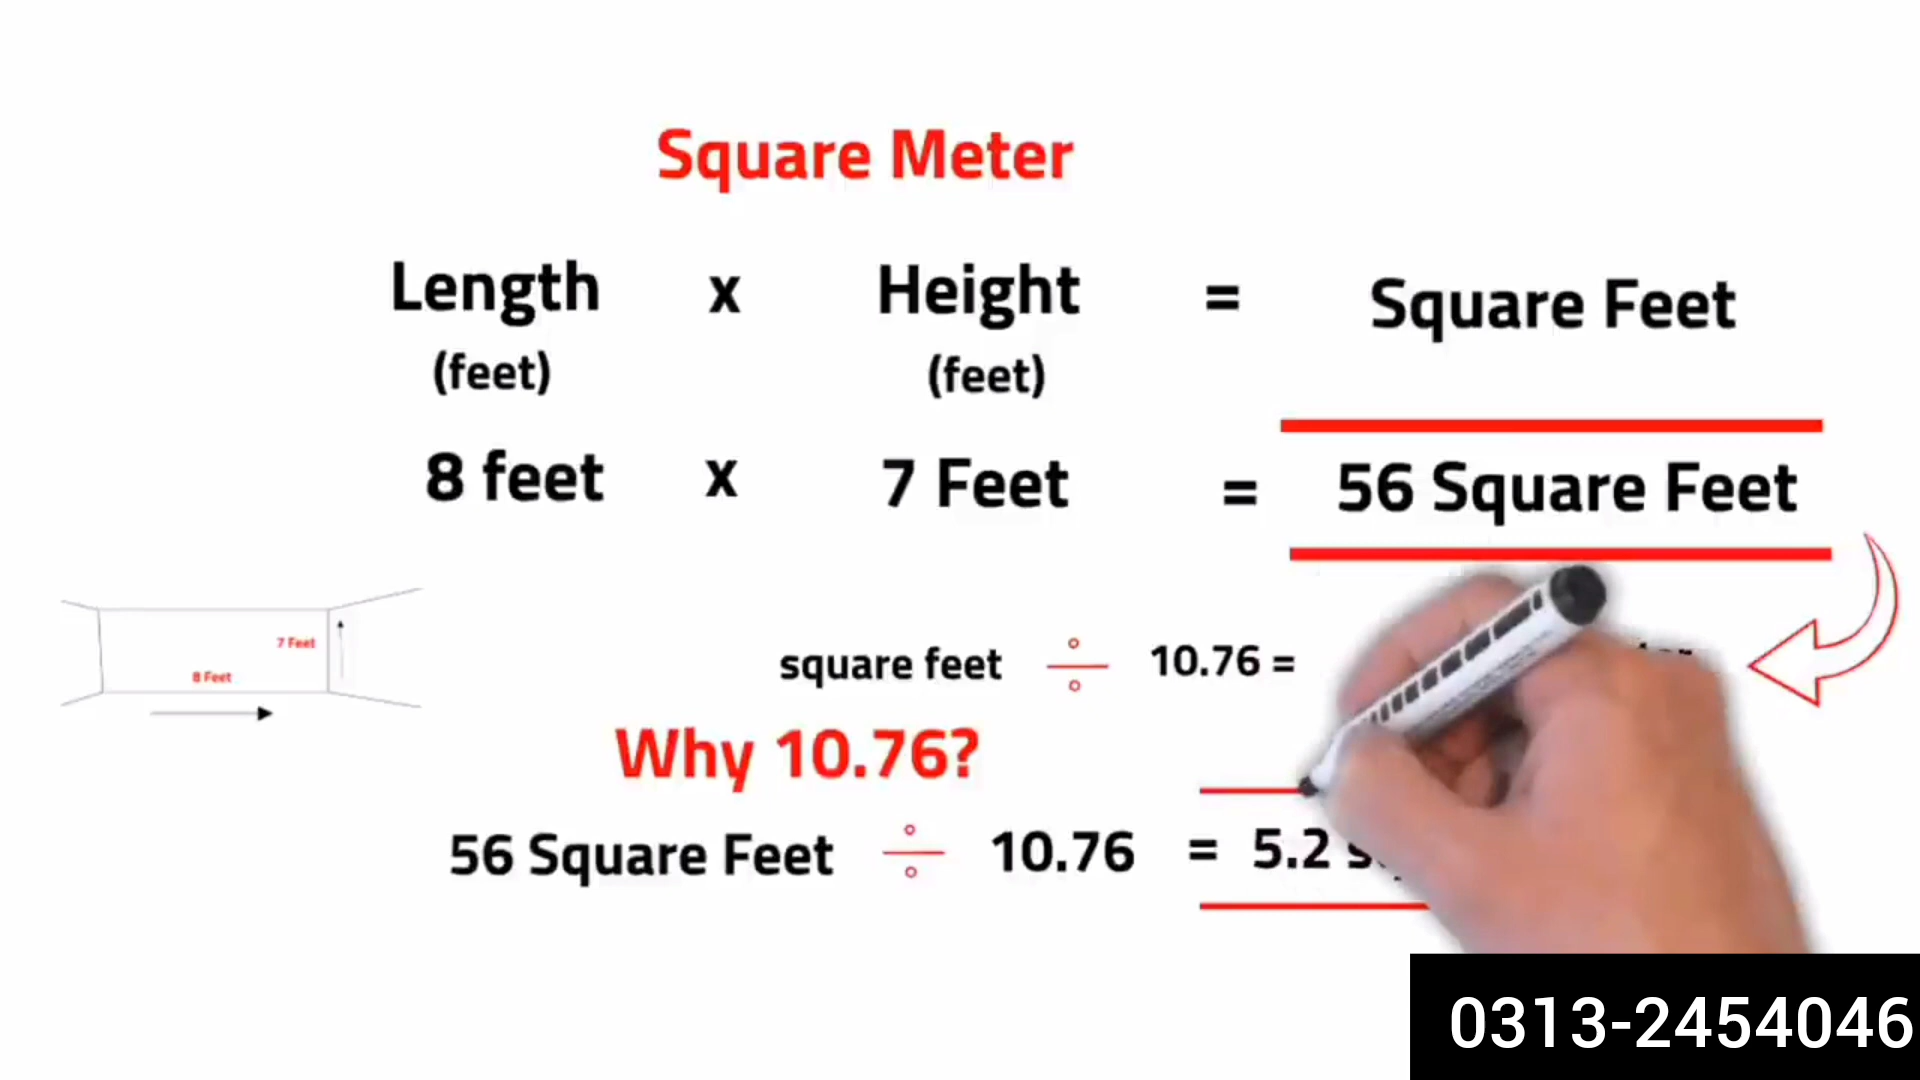 Square Meter
Length x Height = Square Feet
(feet) (feet)
8 feet x 7 Feet = 56 Square Feet
7 Feet
8 Feet
square feet ÷ 10.76 =
Why 10.76?
56 Square Feet ÷ 10.76 = 5.2
0313-2454046